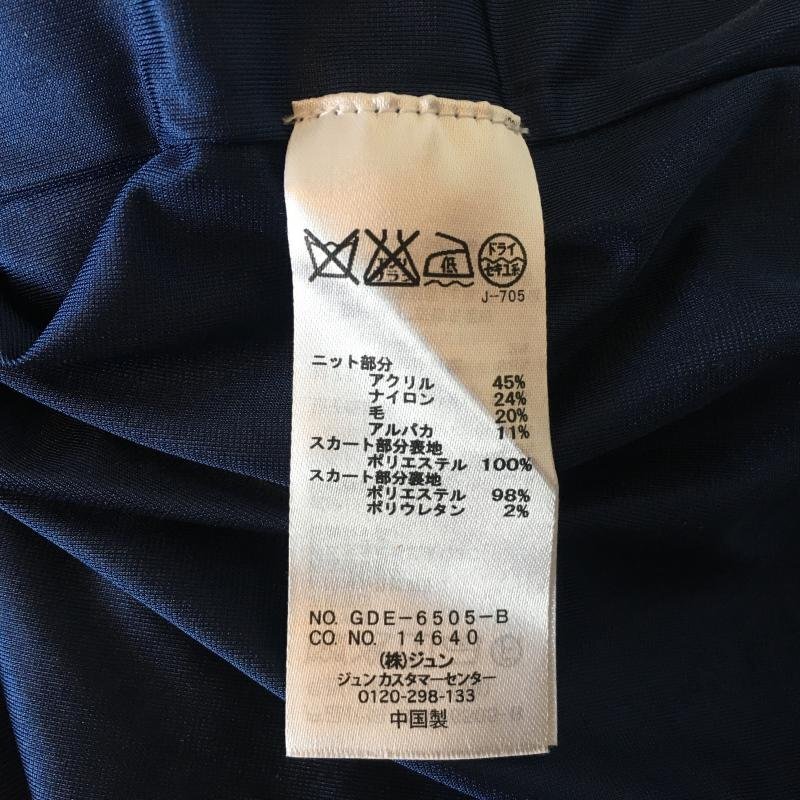 低 ドライ
セキユ系
J-705
ニット部分
アクリル 45%
ナイロン 24%
毛 20%
アルパカ 11%
スカート部分表地
ポリエステル 100%
スカート部分裏地
ポリエステル 98%
ポリウレタン 2%
NO. GDE-6505-B
CO. NO. 14640
(株)ジュン
ジュンカスタマーセンター
0120-298-133
中国製